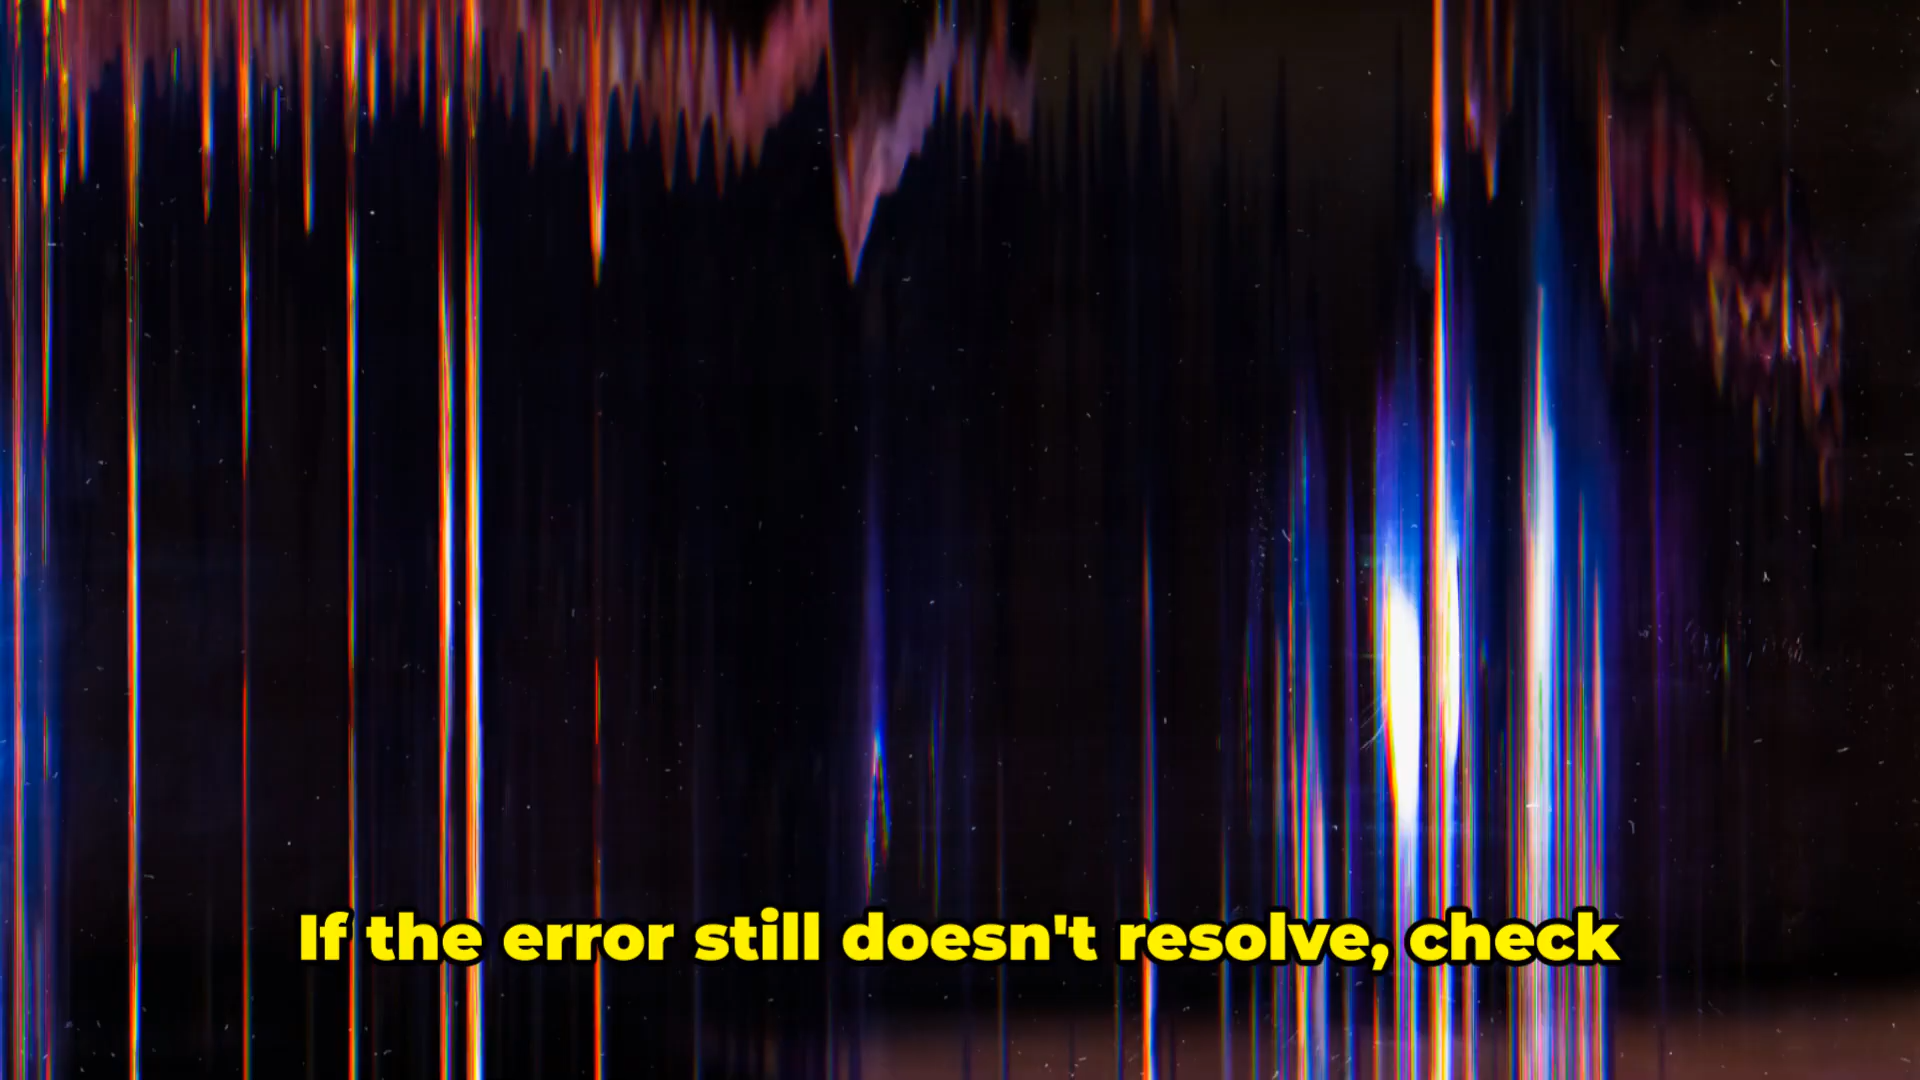 If the error still doesn't resolve, check